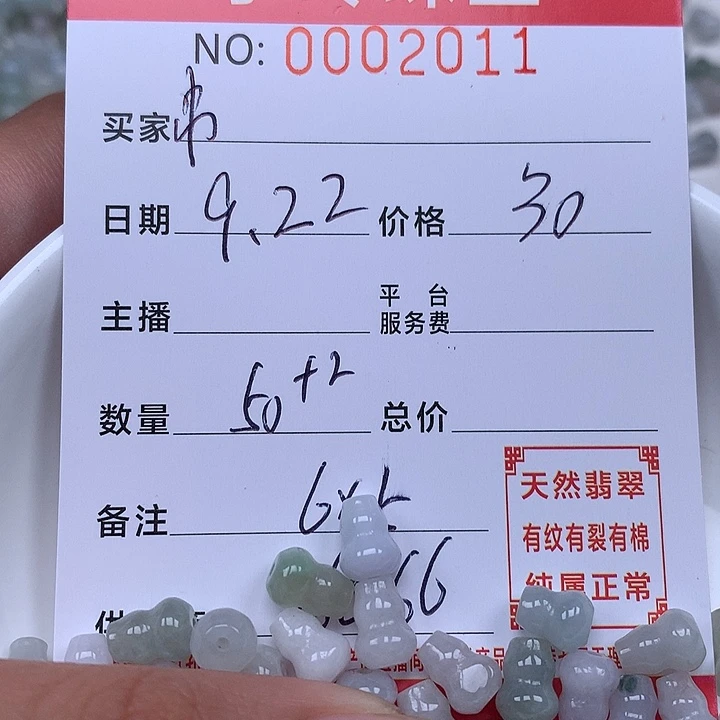 NO: 0002011
买家
日期 9.22 价格 30
主播 平台服务费
数量 50+2 总价
备注
天然翡翠
有纹有裂有棉
纯属正常